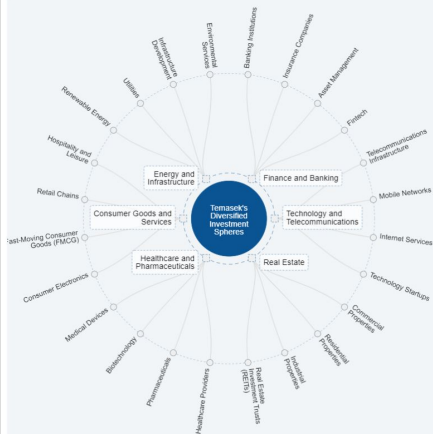 Temasek's
Diversified
Investment
Spheres
Energy and
Infrastructure
Finance and Banking
Consumer Goods and
Services
Technology and
Telecommunications
Healthcare and
Pharmaceuticals
Real Estate
Banking Institutions
Insurance Companies
Asset Management
Fintech
Telecommunications
Infrastructure
Mobile Networks
Internet Services
Technology Startups
Commercial
Properties
Residential
Properties
Industrial
Properties
Real Estate
Investment Trusts
(REITs)
Healthcare Providers
Pharmaceuticals
Biotechnology
Medical Devices
Consumer Electronics
Fast-Moving Consumer
Goods (FMCG)
Retail Chains
Hospitality and
Leisure
Renewable Energy
Utilities
Infrastructure
Development
Environmental
Services